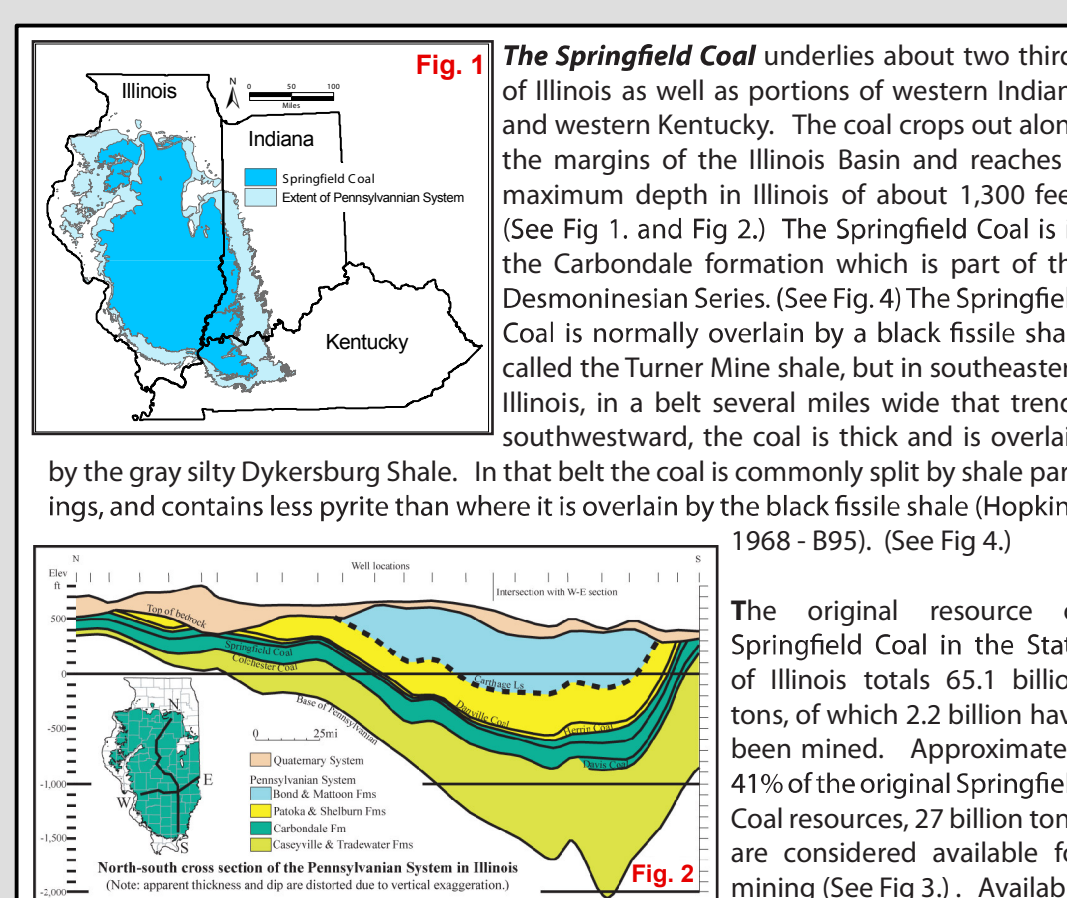 Fig. 1
N
0 50 100
Miles
Illinois
Indiana
Springfield Coal
Extent of Pennsylvannian System
Kentucky
The Springfield Coal underlies about two third
of Illinois as well as portions of western Indian
and western Kentucky. The coal crops out alon
the margins of the Illinois Basin and reaches
maximum depth in Illinois of about 1,300 fee
(See Fig 1. and Fig 2.) The Springfield Coal is i
the Carbondale formation which is part of th
Desmoninesian Series. (See Fig. 4) The Springfiel
Coal is normally overlain by a black fissile sha
called the Turner Mine shale, but in southeaster
Illinois, in a belt several miles wide that trend
southwestward, the coal is thick and is overlai
by the gray silty Dykersburg Shale. In that belt the coal is commonly split by shale par
ings, and contains less pyrite than where it is overlain by the black fissile shale (Hopkin
1968 - B95). (See Fig 4.)
The original resource o
Springfield Coal in the Stat
of Illinois totals 65.1 billio
tons, of which 2.2 billion hav
been mined. Approximate
41% of the original Springfiel
Coal resources, 27 billion ton
are considered available fo
mining (See Fig 3.) . Availab
N
S
Elev
ft
Well locations
Intersection with W-E section
500
0
-500
-1,000
-1,500
-2,000
Top of bedrock
Springfield Coal
Colchester Coal
Base of Pennsylvanian
Carthage Ls
Danville Coal
Herrin Coal
Davis Coal
N
E
W
S
0 25mi
Quaternary System
Pennsylvanian System
Bond & Mattoon Fms
Patoka & Shelburn Fms
Carbondale Fm
Caseyville & Tradewater Fms
North-south cross section of the Pennsylvanian System in Illinois
(Note: apparent thickness and dip are distorted due to vertical exaggeration.)
Fig. 2